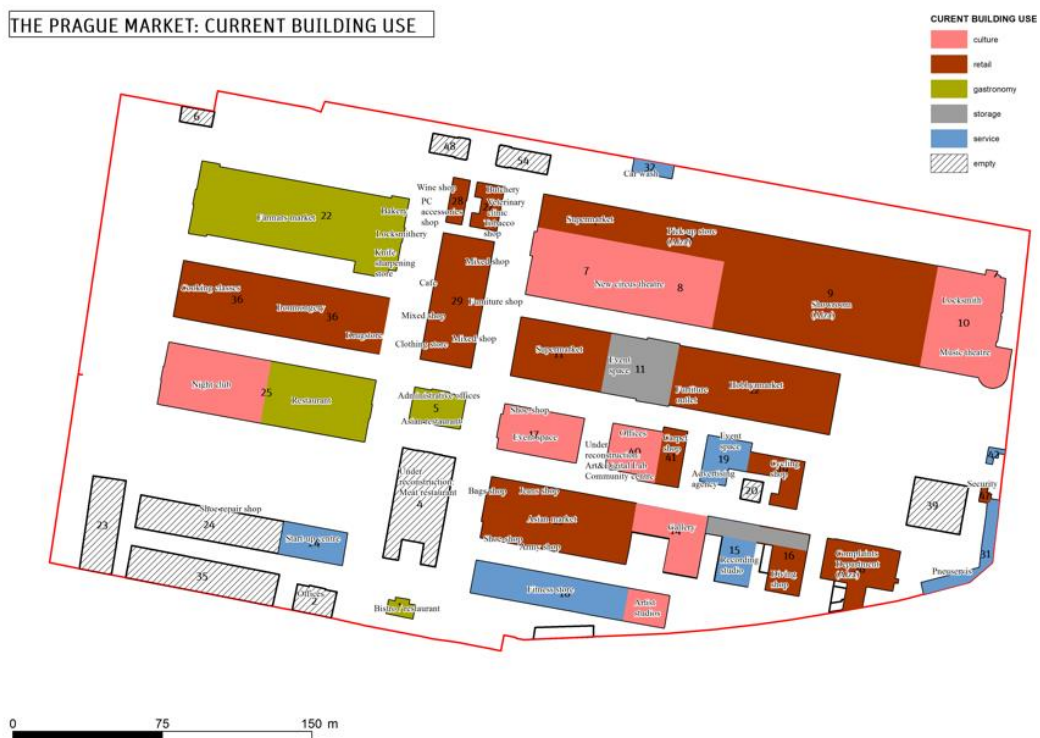 THE PRAGUE MARKET: CURRENT BUILDING USE
CURENT BUILDING USE
culture
retail
gastronomy
storage
service
empty
6
48
54
37
Car wash
Wine shop
28
Butchery
PC
accessories
shop
Veterinary
clinic
Tobacco
shop
22
Farmars market
Bakery
Locksmithery
Knife
sharpening
store
Supermarket
Pick-up store
(Alza)
7
New circus theatre
8
9
Showroom
(Alza)
Locksmith
10
Music theatre
Mixed shop
Cafe
29
Furniture shop
Mixed shop
Mixed shop
Clothing store
Cooking classes
36
Ironmongery
36
Drugstore
Supermarket
11
Event
space
11
Furniture
outlet
Hobbymarket
Night club
25
Restaurant
Administrative offices
5
Asian restaurant
Shoe shop
17
Event space
Offices
Under
reconstruction:
Art&Digital Lab
Community centre
40
Carpet
shop
41
Event
space
19
Advertising
agency
20
Cycling
shop
Security
39
31
Pneuservis
Under
reconstruction:
Meat restaurant
4
Bags shop
Jeans shop
Asian market
Shoe shop
Army shop
Gallery
14
15
Recording
studio
16
Diving
shop
Complaints
Department
(Alza)
23
Shoe repair shop
24
Start-up centre
24
35
Offices
2
Bistro / restaurant
Fitness store
Artist
studios
0
75
150 m